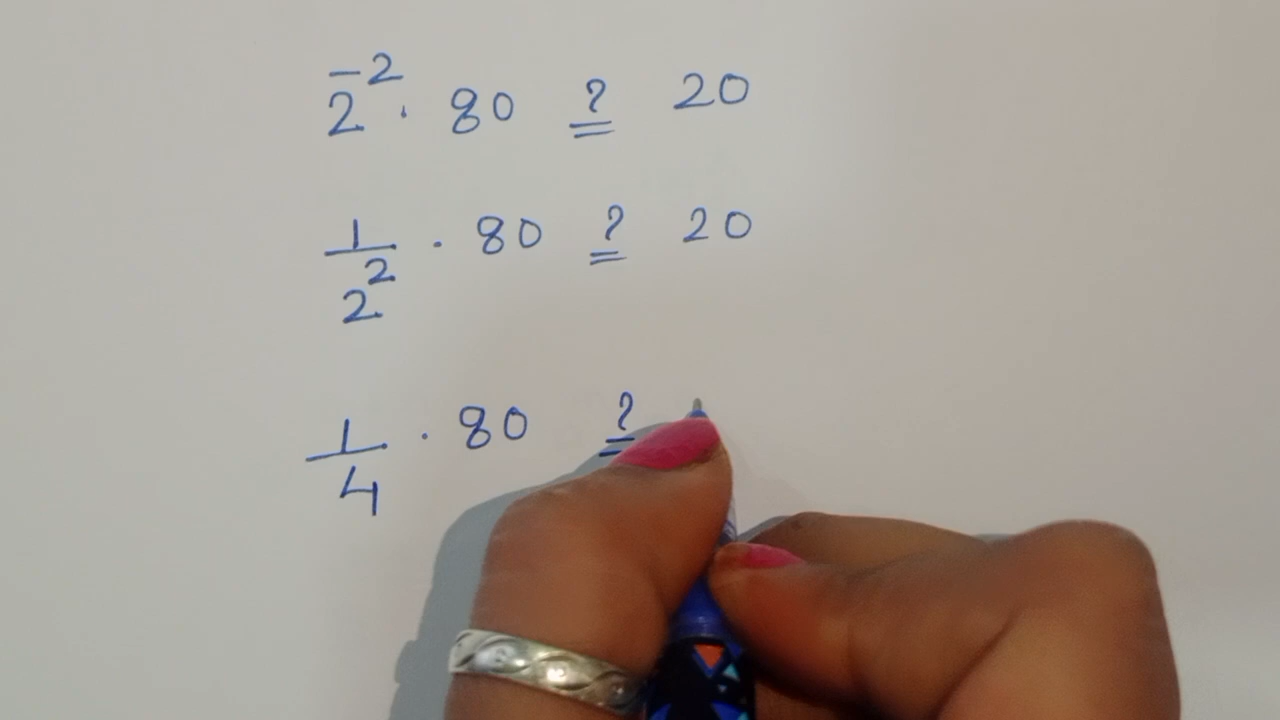 2⁻² · 80 ≟ 20
1/2² · 80 ≟ 20
1/4 · 80 ≟